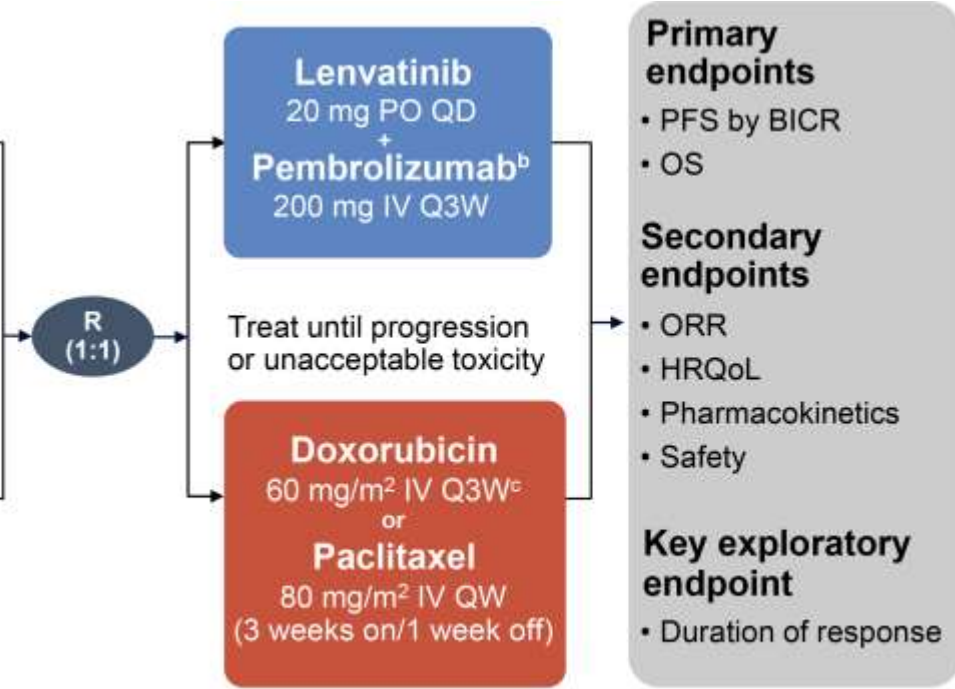 R
(1:1)
Lenvatinib
20 mg PO QD
+
Pembrolizumabᵇ
200 mg IV Q3W
Treat until progression
or unacceptable toxicity
Doxorubicin
60 mg/m² IV Q3Wᶜ
or
Paclitaxel
80 mg/m² IV QW
(3 weeks on/1 week off)
Primary
endpoints
• PFS by BICR
• OS
Secondary
endpoints
• ORR
• HRQoL
• Pharmacokinetics
• Safety
Key exploratory
endpoint
• Duration of response